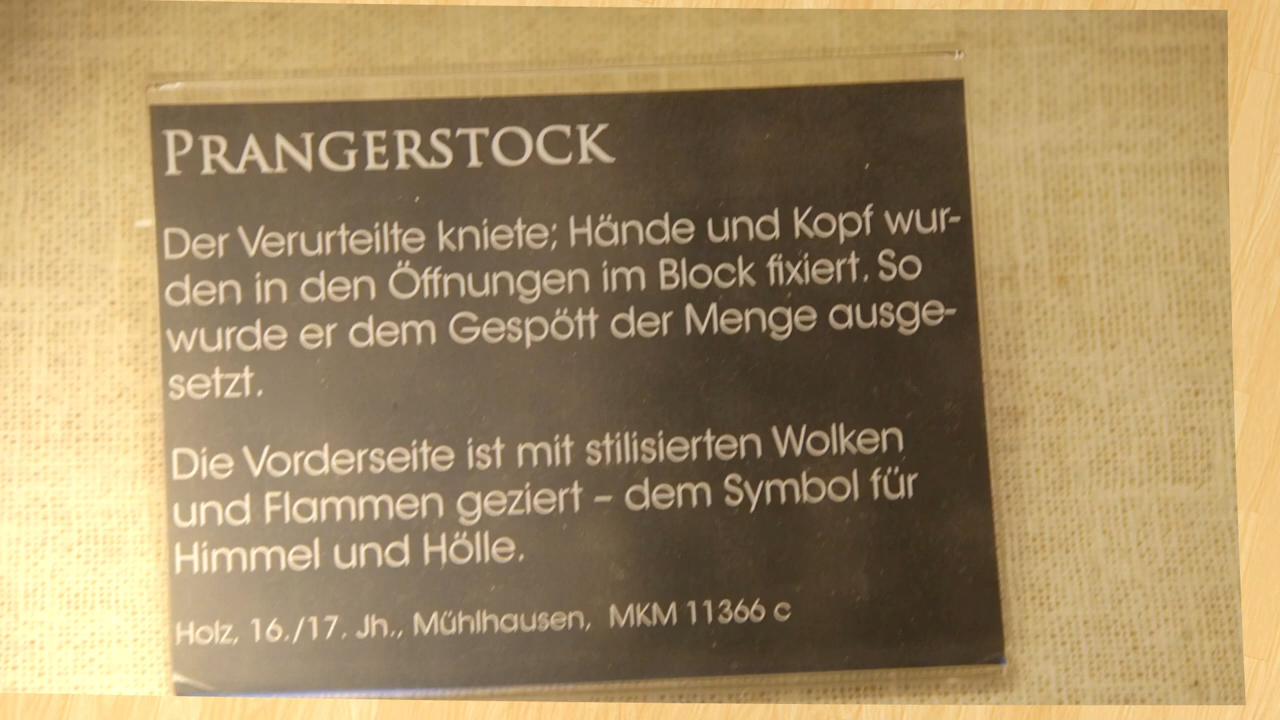 PRANGERSTOCK
Der Verurteilte kniete; Hände und Kopf wur-
den in den Öffnungen im Block fixiert. So
wurde er dem Gespött der Menge ausge-
setzt.
Die Vorderseite ist mit stilisierten Wolken
und Flammen geziert – dem Symbol für
Himmel und Hölle.
Holz, 16./17. Jh., Mühlhausen, MKM 11366 c